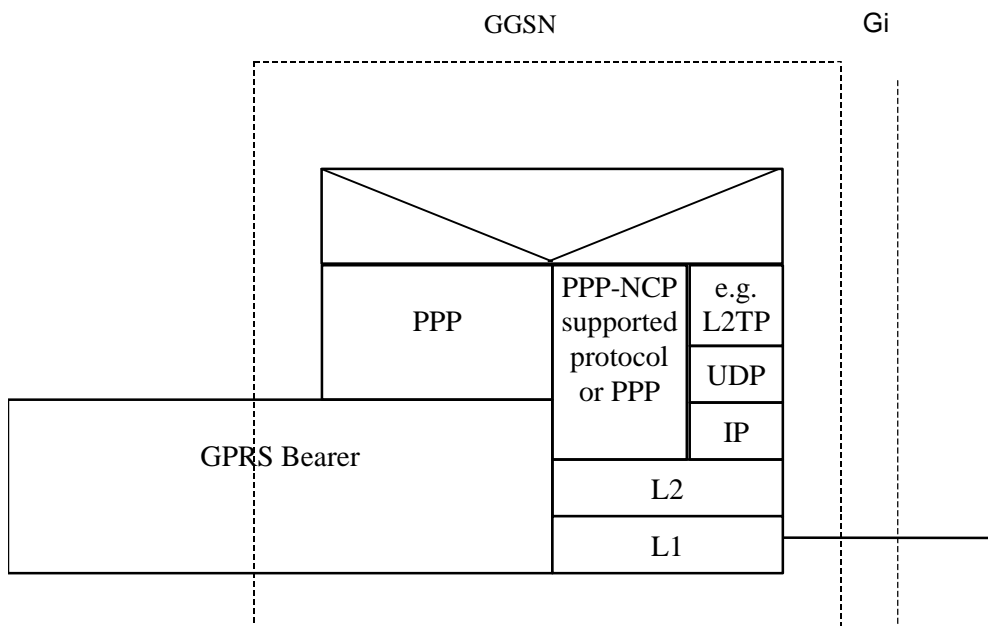 GGSN
Gi
PPP
PPP-NCP
supported
protocol
or PPP
e.g.
L2TP
UDP
IP
GPRS Bearer
L2
L1